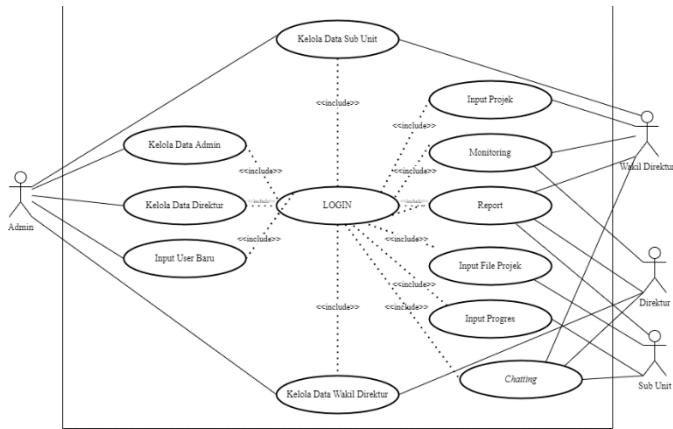 Kelola Data Sub Unit
<<include>>
Input Projek
<<include>>
Wakil Direktur
Kelola Data Admin
Monitoring
<<include>>
<<include>>
Admin
Kelola Data Direktur
<<include>>
LOGIN
<<include>>
Report
Input User Baru
<<include>>
<<include>>
Input File Projek
Direktur
<<include>>
<<include>>
<<include>>
Input Progres
Kelola Data Wakil Direktur
Chatting
Sub Unit